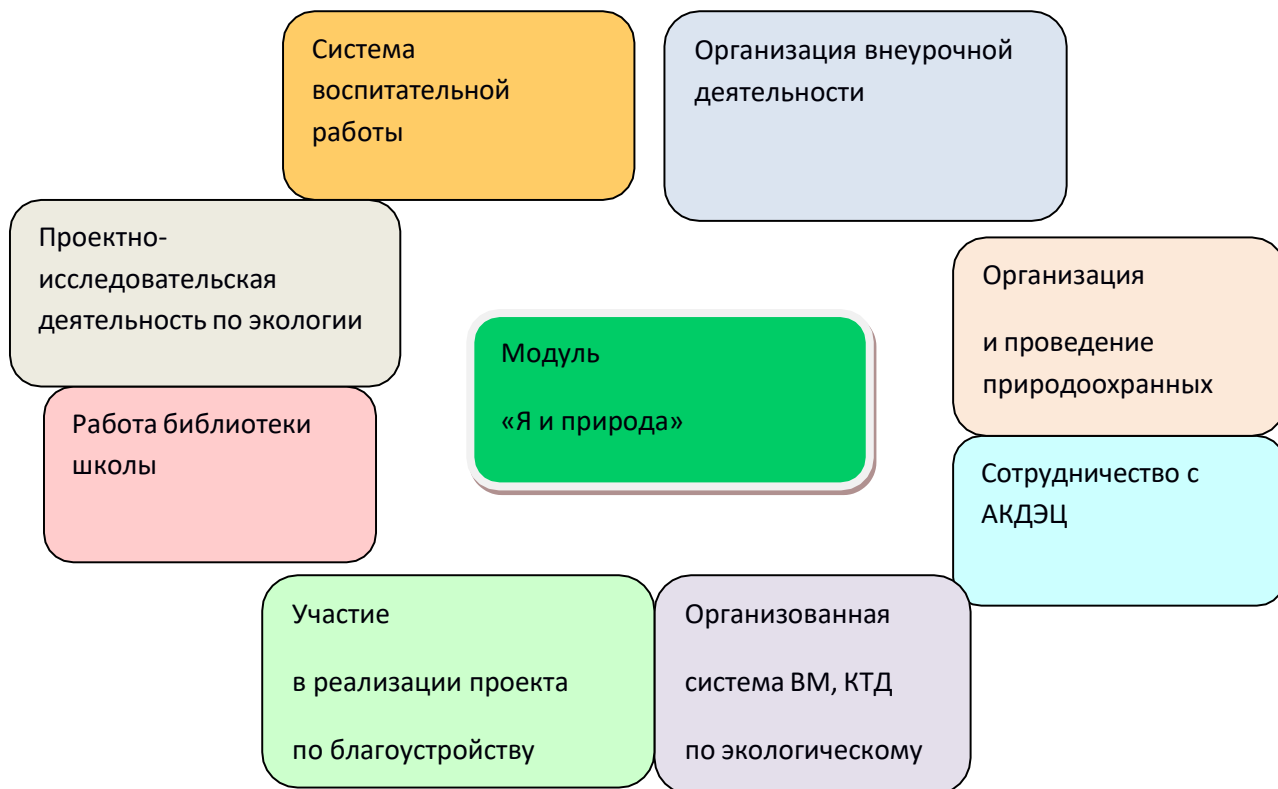 Система
воспитательной
работы
Организация внеурочной
деятельности
Проектно-
исследовательская
деятельность по экологии
Организация
и проведение
природоохранных
Модуль
«Я и природа»
Работа библиотеки
школы
Сотрудничество с
АКДЭЦ
Участие
в реализации проекта
по благоустройству
Организованная
система ВМ, КТД
по экологическому